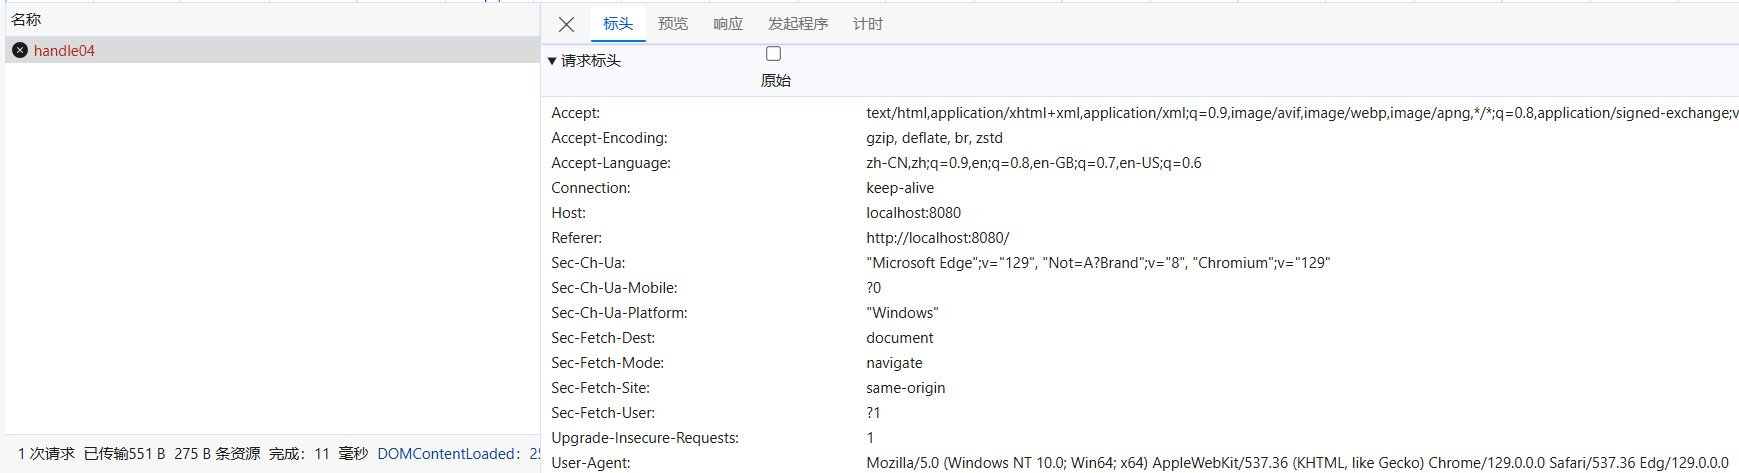 名称
handle04
标头 预览 响应 发起程序 计时
请求标头
原始
Accept: text/html,application/xhtml+xml,application/xml;q=0.9,image/avif,image/webp,image/apng,*/*;q=0.8,application/signed-exchange;v
Accept-Encoding: gzip, deflate, br, zstd
Accept-Language: zh-CN,zh;q=0.9,en;q=0.8,en-GB;q=0.7,en-US;q=0.6
Connection: keep-alive
Host: localhost:8080
Referer: http://localhost:8080/
Sec-Ch-Ua: "Microsoft Edge";v="129", "Not=A?Brand";v="8", "Chromium";v="129"
Sec-Ch-Ua-Mobile: ?0
Sec-Ch-Ua-Platform: "Windows"
Sec-Fetch-Dest: document
Sec-Fetch-Mode: navigate
Sec-Fetch-Site: same-origin
Sec-Fetch-User: ?1
Upgrade-Insecure-Requests: 1
User-Agent: Mozilla/5.0 (Windows NT 10.0; Win64; x64) AppleWebKit/537.36 (KHTML, like Gecko) Chrome/129.0.0.0 Safari/537.36 Edg/129.0.0.0
1 次请求 已传输551 B 275 B 条资源 完成: 11 毫秒 DOMContentLoaded: 25